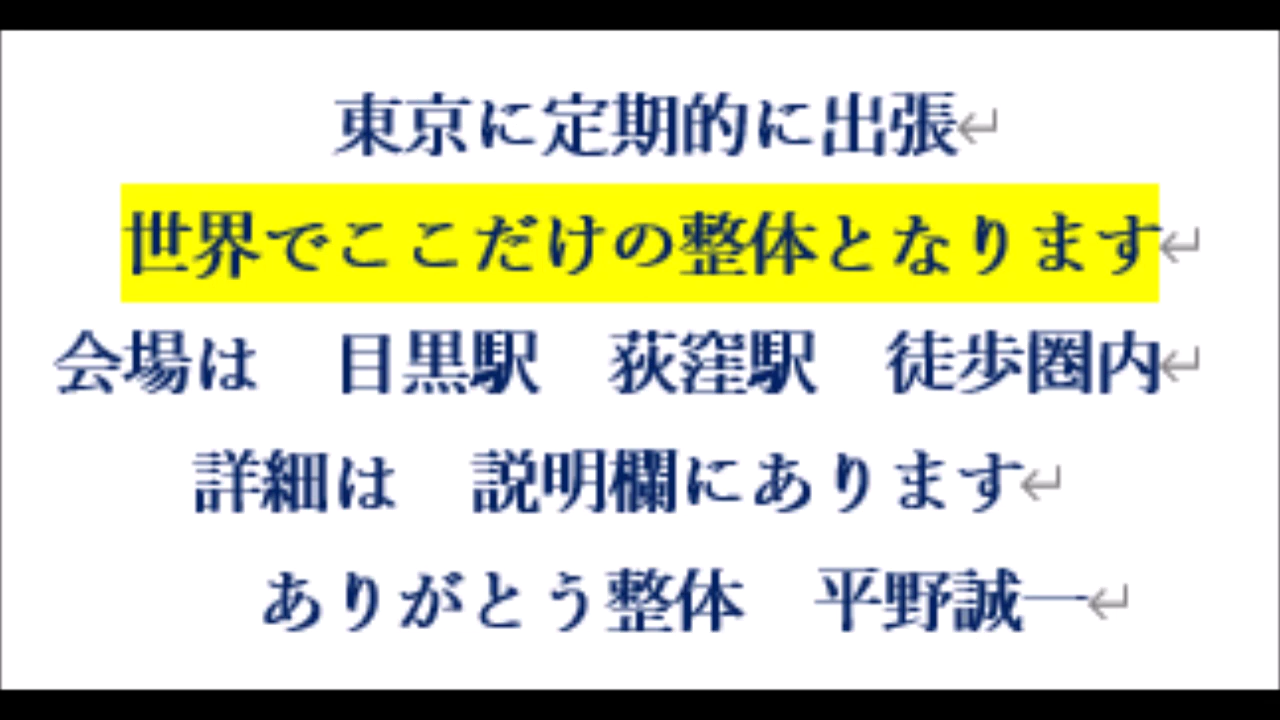 東京に定期的に出張
世界でここだけの整体となります
会場は　目黒駅　荻窪駅　徒歩圏内
詳細は　説明欄にあります
ありがとう整体　平野誠一